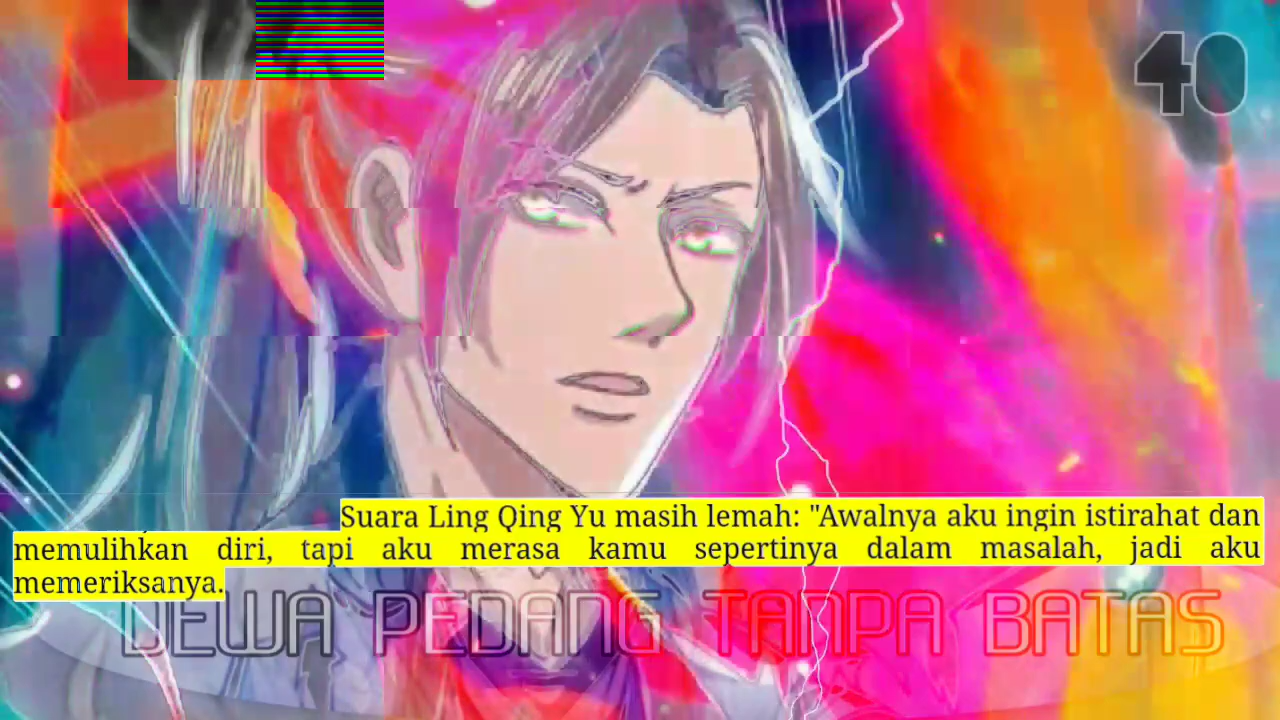 40
Suara Ling Qing Yu masih lemah: "Awalnya aku ingin istirahat dan
memulihkan diri, tapi aku merasa kamu sepertinya dalam masalah, jadi aku
memeriksanya.
DEWA PEDANG TANPA BATAS